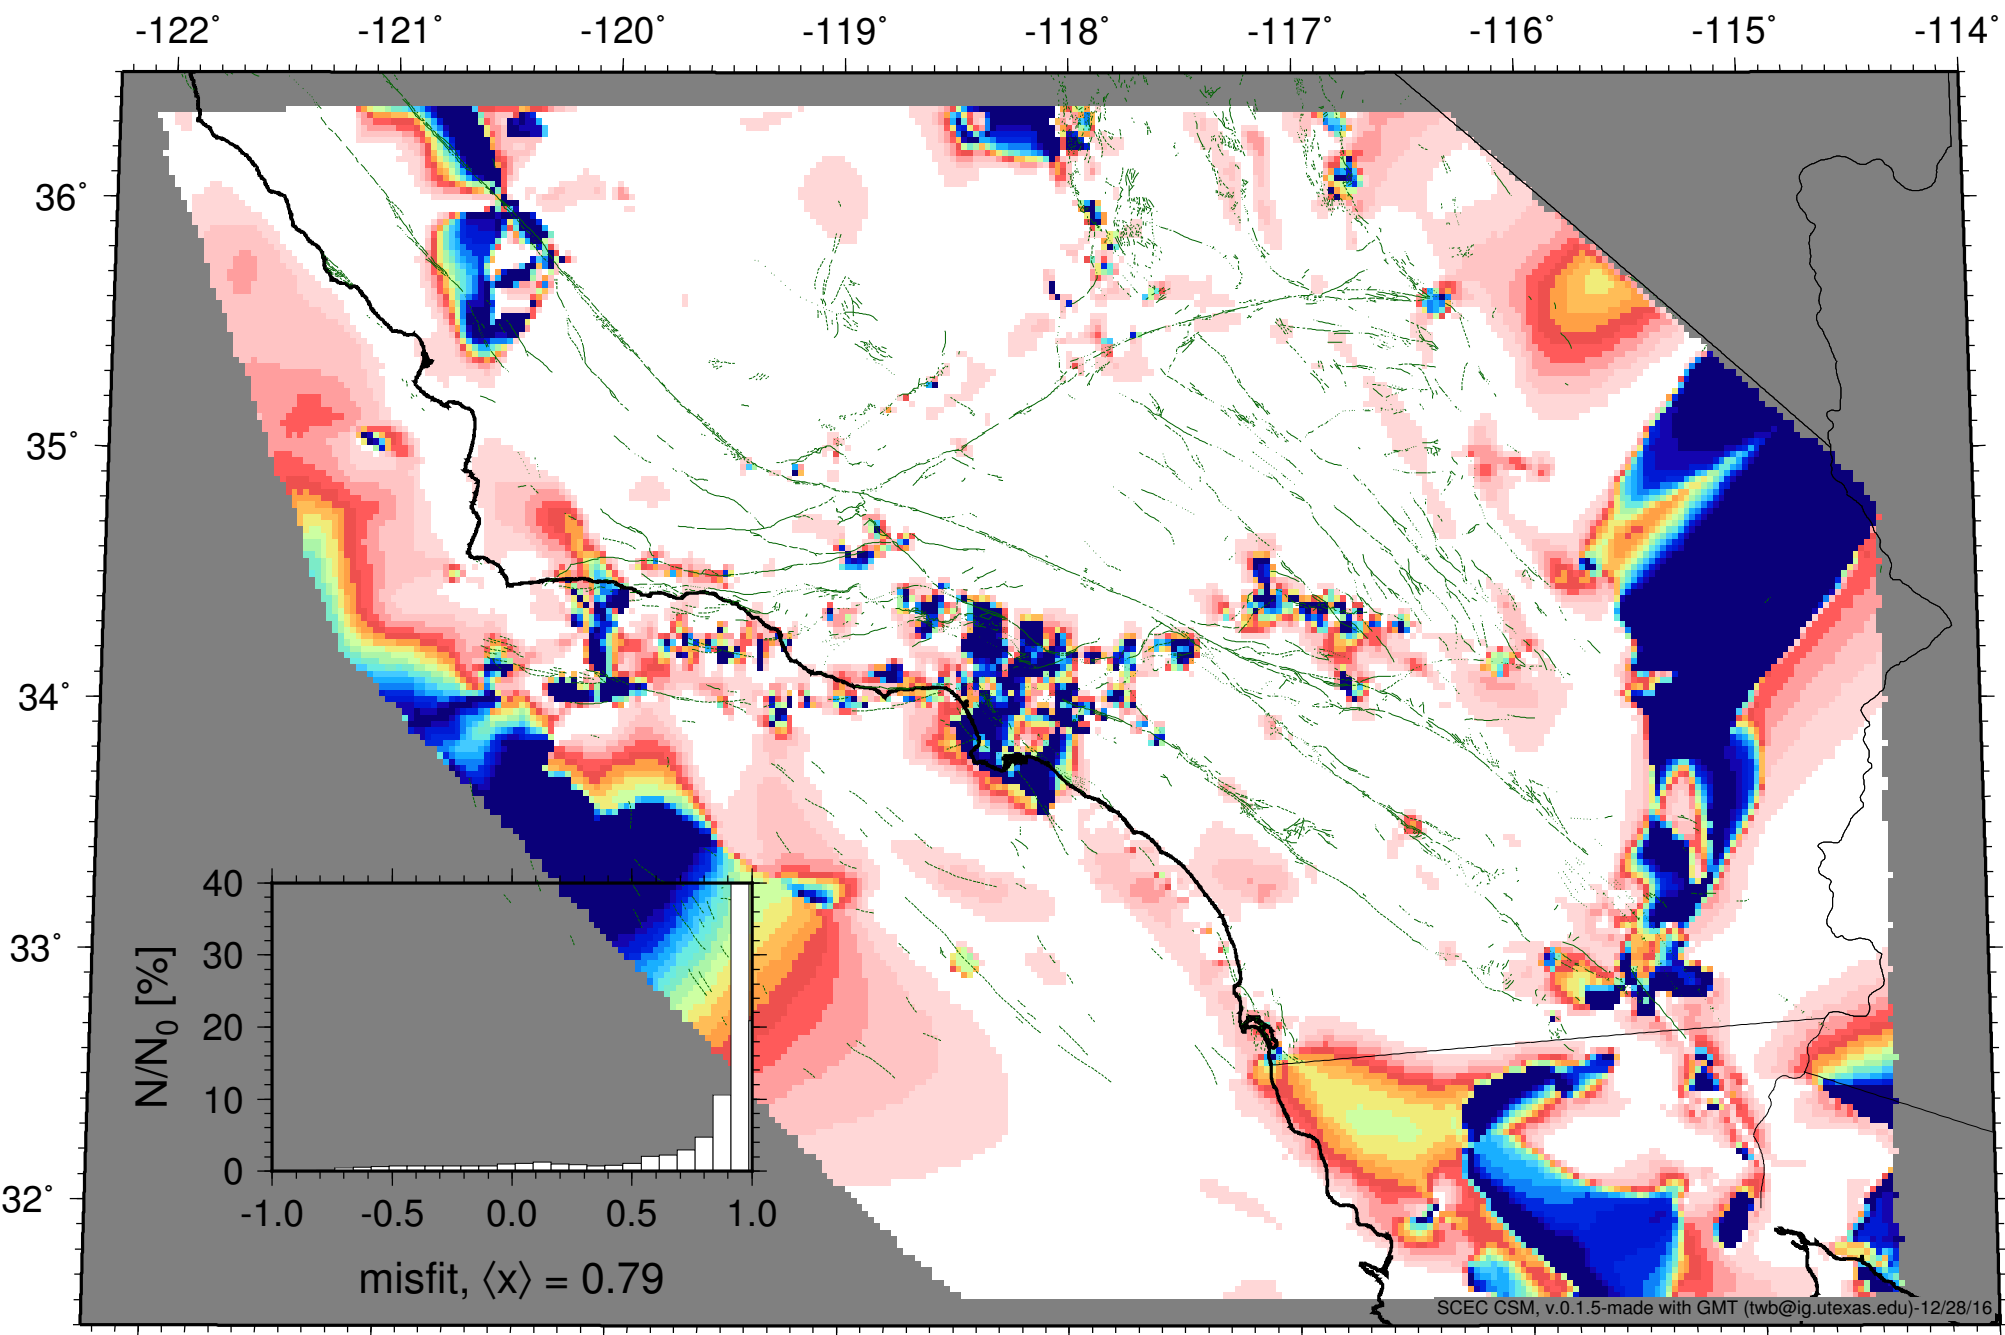 -122˚ -121˚ -120˚ -119˚ -118˚ -117˚ -116˚ -115˚ -114˚
36˚
35˚
34˚
33˚
32˚
40
30
20
10
0
N/N0 [%]
-1.0 -0.5 0.0 0.5 1.0
misfit, ⟨x⟩ = 0.79
SCEC CSM, v.0.1.5-made with GMT (twb@ig.utexas.edu)-12/28/16